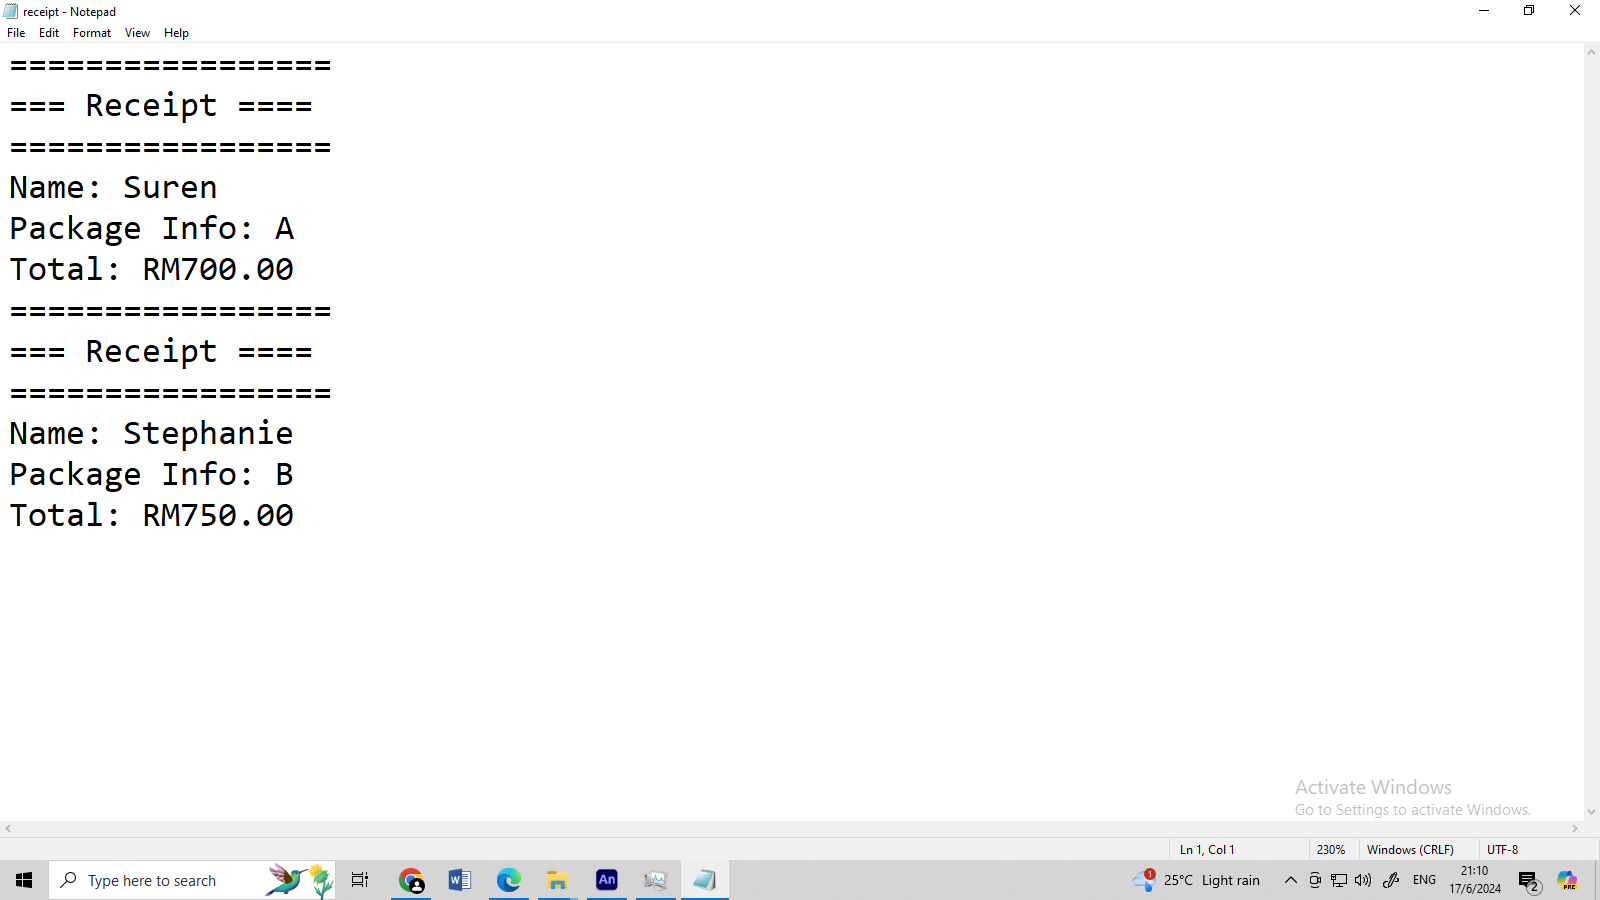 receipt - Notepad
File Edit Format View Help
=================
=== Receipt ====
=================
Name: Suren
Package Info: A
Total: RM700.00
=================
=== Receipt ====
=================
Name: Stephanie
Package Info: B
Total: RM750.00
Activate Windows
Go to Settings to activate Windows.
Ln 1, Col 1 230% Windows (CRLF) UTF-8
Type here to search W An 1 25°C Light rain ENG 21:10
17/6/2024 2 PRE